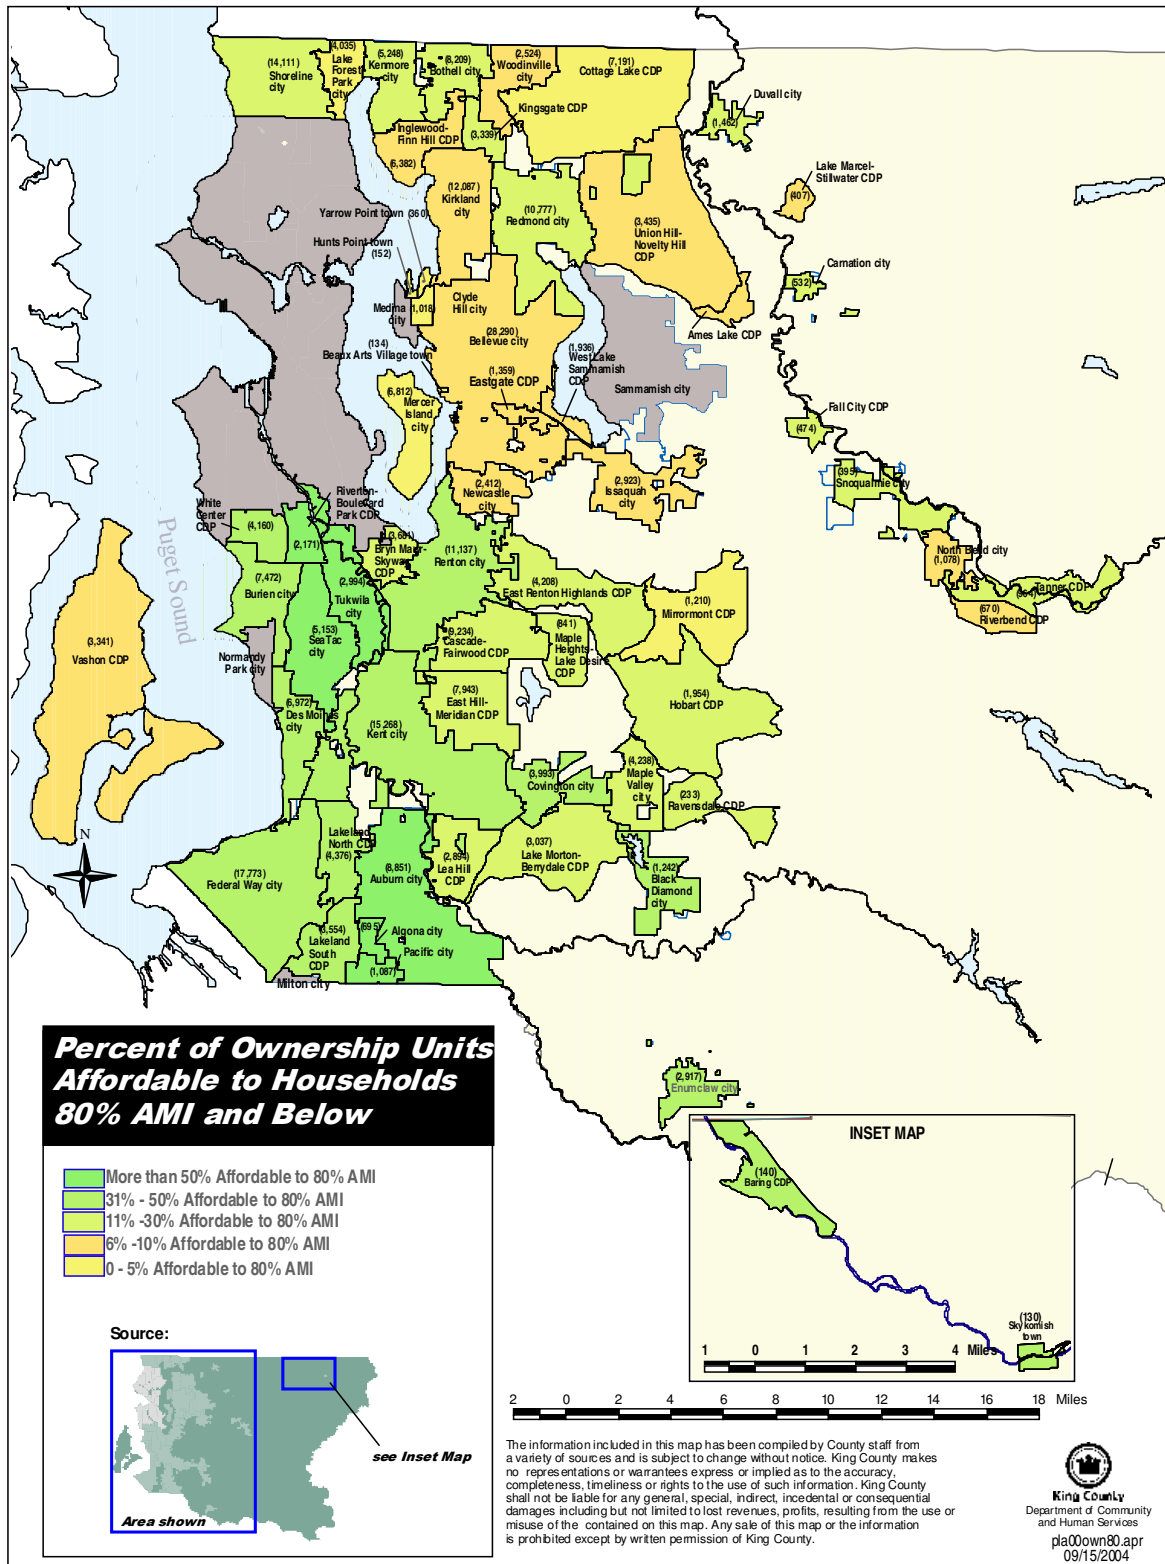 (14,111)
Shoreline
city
(4,035)
Lake
Forest
Park
city
(5,248)
Kenmore
city
(8,209)
Bothell city
(2,524)
Woodinville
city
(7,191)
Cottage Lake CDP
Duvall city
(1,462)
Kingsgate CDP
(3,339)
Inglewood-
Finn Hill CDP
(6,382)
Lake Marcel-
Stillwater CDP
(407)
(12,087)
Kirkland
city
(10,777)
Redmond city
(3,435)
Union Hill-
Novelty Hill
CDP
Yarrow Point town (360)
Hunts Point town
(152)
Carnation city
(532)
Medina
city
(1,018)
Clyde
Hill city
Ames Lake CDP
(28,290)
Bellevue city
(134)
Beaux Arts Village town
(1,936)
West Lake
Sammamish
CDP
(1,359)
Eastgate CDP
Sammamish city
(6,812)
Mercer
Island
city
Fall City CDP
(474)
(395)
Snoqualmie city
(2,412)
Newcastle
city
(2,923)
Issaquah
city
White
Center
CDP
Riverton-
Boulevard
Park CDP
(4,160)
(2,171)
(3,681)
Bryn Mawr-
Skyway
CDP
(11,137)
Renton city
North Bend city
(1,078)
Tanner CDP
(364)
(670)
Riverbend CDP
Puget Sound
(7,472)
Burien city
(2,994)
Tukwila
city
(4,208)
East Renton Highlands CDP
(1,210)
Mirrormont CDP
(3,341)
Vashon CDP
(5,153)
Sea Tac
city
(9,234)
Cascade-
Fairwood CDP
(841)
Maple
Heights-
Lake Desire
CDP
Normandy
Park city
(6,972)
Des Moines
city
(7,943)
East Hill-
Meridian CDP
(1,954)
Hobart CDP
(15,268)
Kent city
(3,993)
Covington city
(4,238)
Maple
Valley
city
(233)
Ravensdale CDP
N
Lakeland
North CDP
(4,376)
(17,773)
Federal Way city
(8,851)
Auburn city
(2,894)
Lea Hill
CDP
(3,037)
Lake Morton-
Berrydale CDP
(1,242)
Black
Diamond
city
(3,554)
Lakeland
South
CDP
(695)
Algona city
Pacific city
(1,087)
Milton city
(2,917)
Enumclaw city
Percent of Ownership Units
Affordable to Households
80% AMI and Below
More than 50% Affordable to 80% AMI
31% - 50% Affordable to 80% AMI
11% -30% Affordable to 80% AMI
6% -10% Affordable to 80% AMI
0 - 5% Affordable to 80% AMI
Source:
Area shown
see Inset Map
INSET MAP
(140)
Baring CDP
(130)
Skykomish
town
1 0 1 2 3 4 Miles
2 0 2 4 6 8 10 12 14 16 18 Miles
The information included in this map has been compiled by County staff from
a variety of sources and is subject to change without notice. King County makes
no representations or warrantees express or implied as to the accuracy,
completeness, timeliness or rights to the use of such information. King County
shall not be liable for any general, special, indirect, incedental or consequential
damages including but not limited to lost revenues, profits, resulting from the use or
misuse of the contained on this map. Any sale of this map or the information
is prohibited except by written permission of King County.
King County
Department of Community
and Human Services
pla00own80.apr
09/15/2004